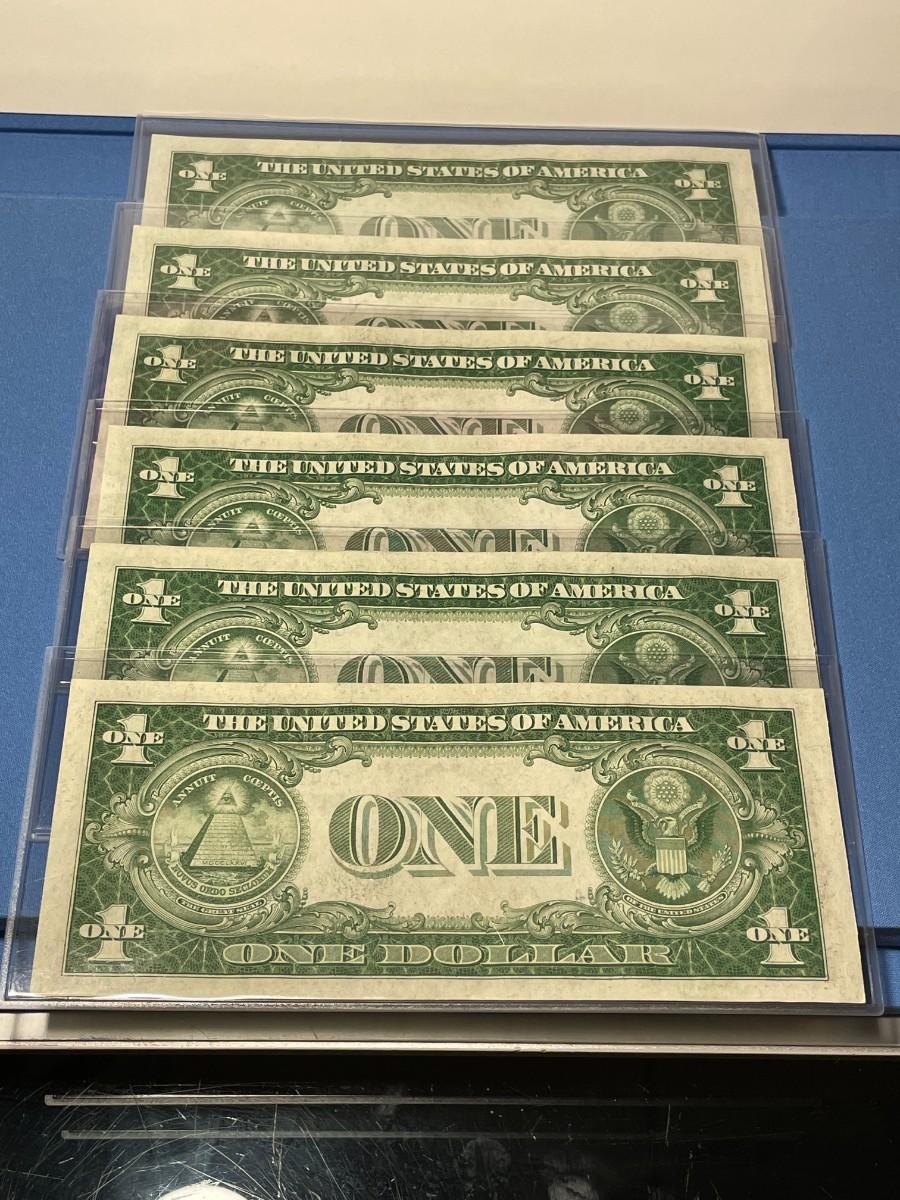 1 ONE THE UNITED STATES OF AMERICA 1 ONE
ANNUIT CŒPTIS
ONE
1 ONE THE UNITED STATES OF AMERICA 1 ONE
ONE
1 ONE THE UNITED STATES OF AMERICA 1 ONE
ANNUIT CŒPTIS
ONE
1 ONE THE UNITED STATES OF AMERICA 1 ONE
ANNUIT CŒPTIS
ONE
1 ONE THE UNITED STATES OF AMERICA 1 ONE
ANNUIT CŒPTIS
ONE
1 ONE THE UNITED STATES OF AMERICA 1 ONE
ANNUIT CŒPTIS
ONE
MDCCLXXVI
NOVUS ORDO SECLORUM
THE GREAT SEAL
OF THE UNITED STATES
1 ONE ONE DOLLAR 1 ONE